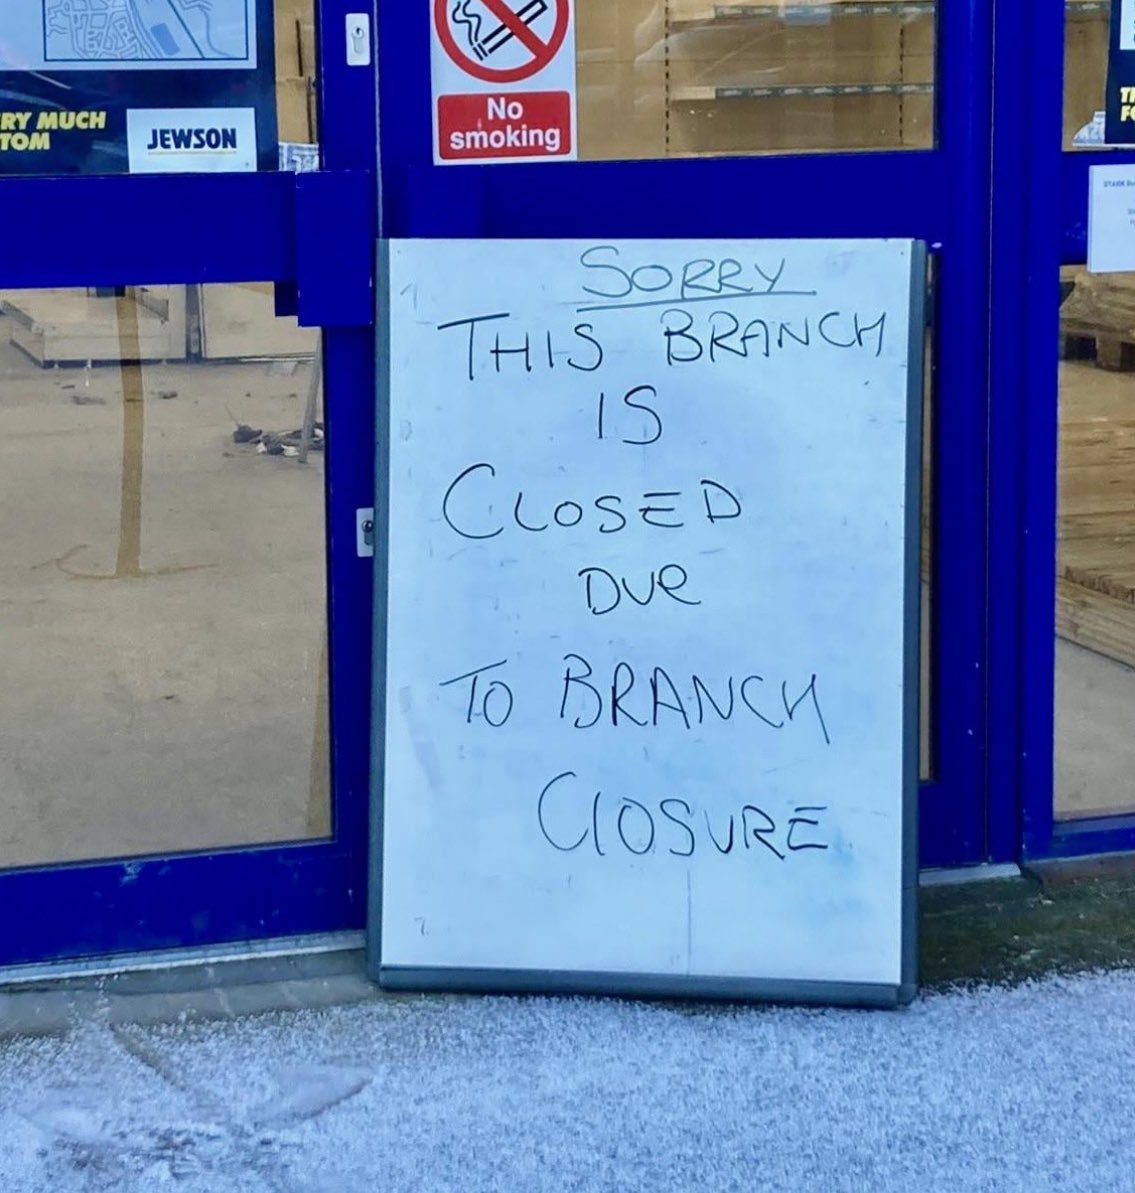 RY MUCH
TOM
JEWSON
No
smoking
SORRY
THIS BRANCH
IS
CLOSED
DUe
TO BRANCH
ClOSURE